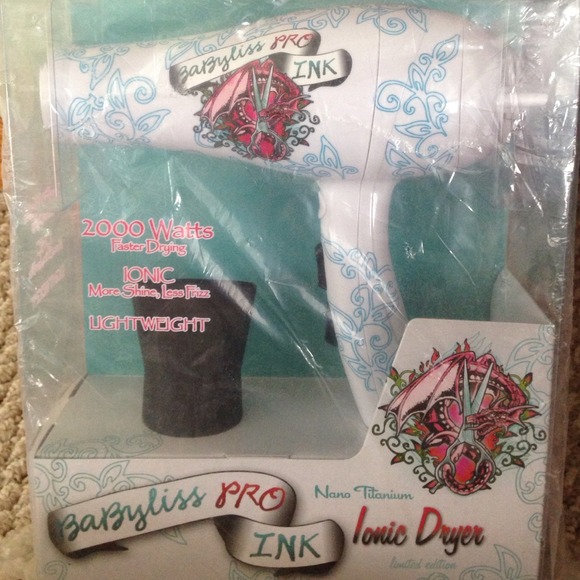 BaByliss PRO
INK
2000 Watts
Faster Drying
IONIC
More Shine, Less Frizz
LIGHTWEIGHT
BaByliss PRO
INK
Nano Titanium
Ionic Dryer
limited edition